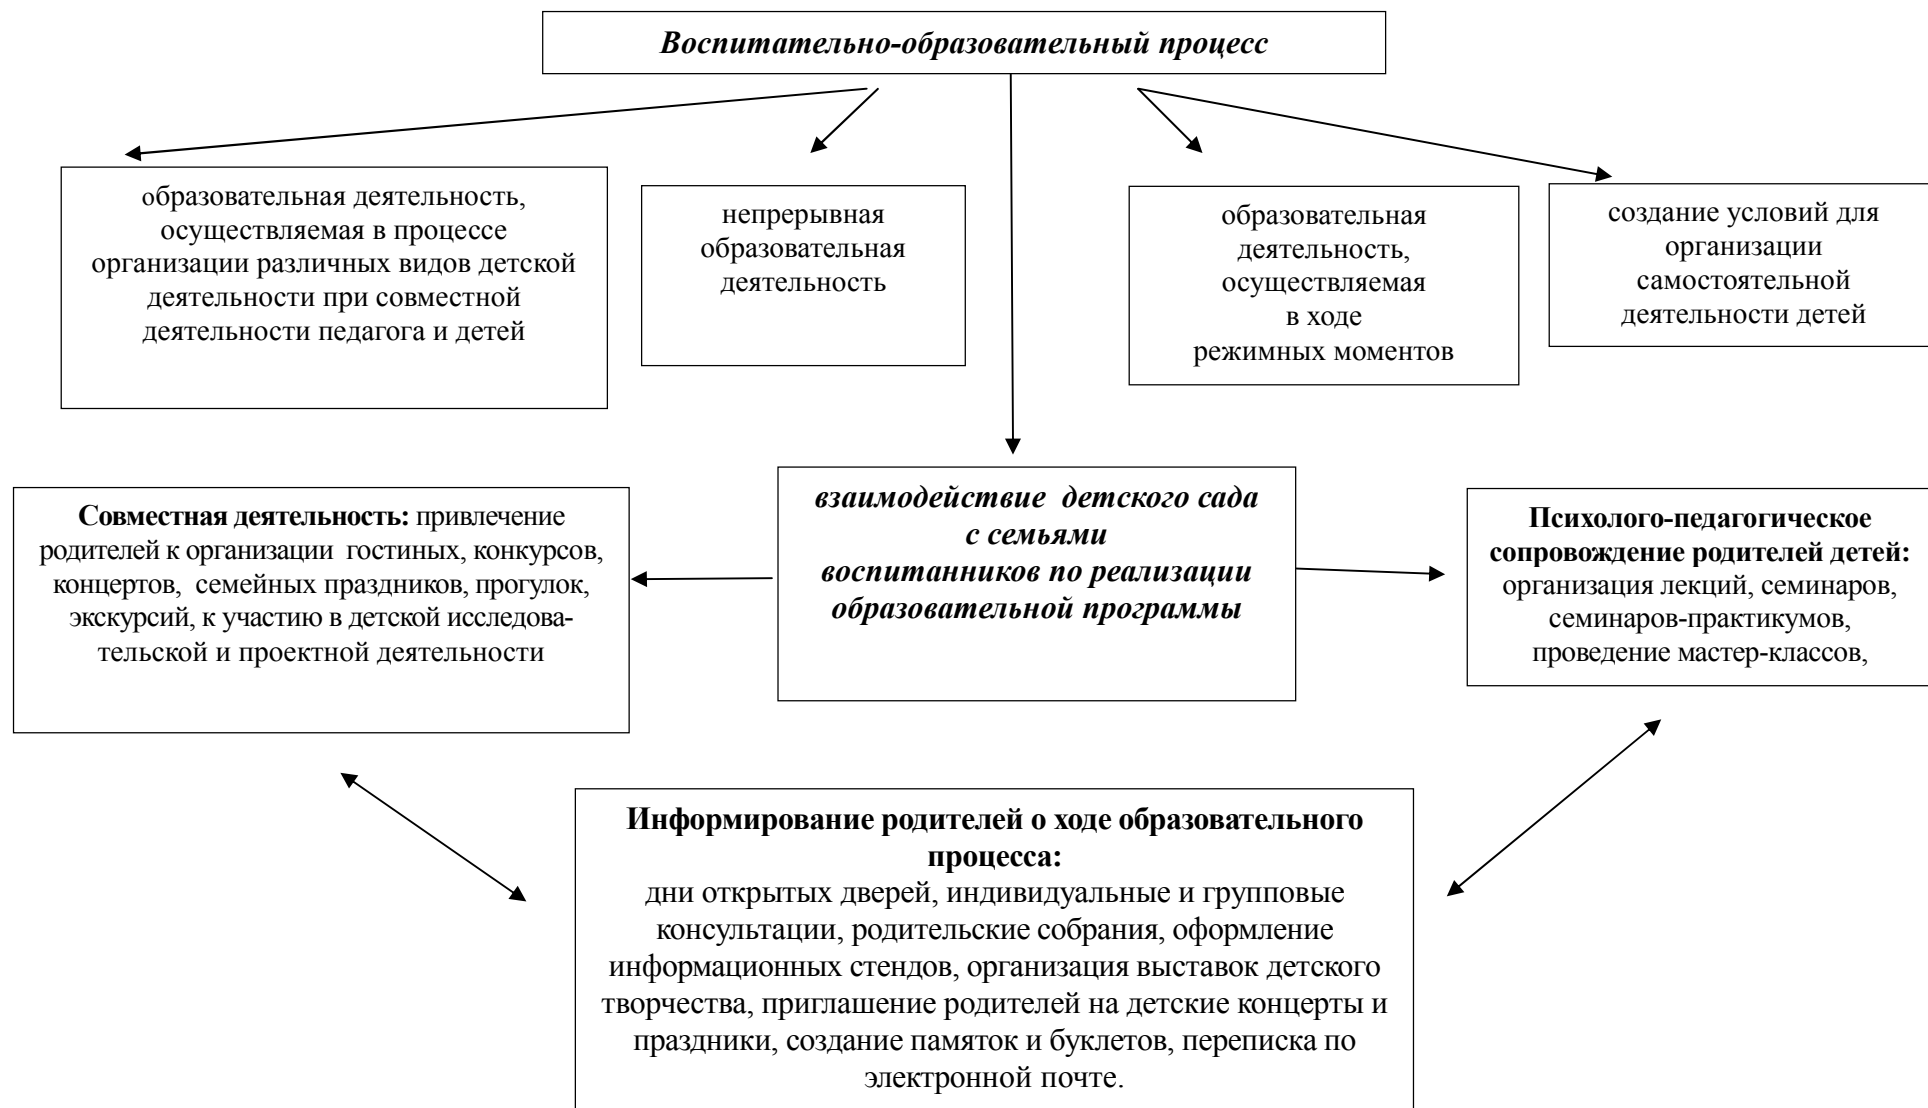 Воспитательно-образовательный процесс
образовательная деятельность,
осуществляемая в процессе
организации различных видов детской
деятельности при совместной
деятельности педагога и детей
непрерывная
образовательная
деятельность
образовательная
деятельность,
осуществляемая
в ходе
режимных моментов
создание условий для
организации
самостоятельной
деятельности детей
Совместная деятельность: привлечение
родителей к организации гостиных, конкурсов,
концертов, семейных праздников, прогулок,
экскурсий, к участию в детской исследова-
тельской и проектной деятельности
взаимодействие детского сада
с семьями
воспитанников по реализации
образовательной программы
Психолого-педагогическое
сопровождение родителей детей:
организация лекций, семинаров,
семинаров-практикумов,
проведение мастер-классов,
Информирование родителей о ходе образовательного
процесса:
дни открытых дверей, индивидуальные и групповые
консультации, родительские собрания, оформление
информационных стендов, организация выставок детского
творчества, приглашение родителей на детские концерты и
праздники, создание памяток и буклетов, переписка по
электронной почте.